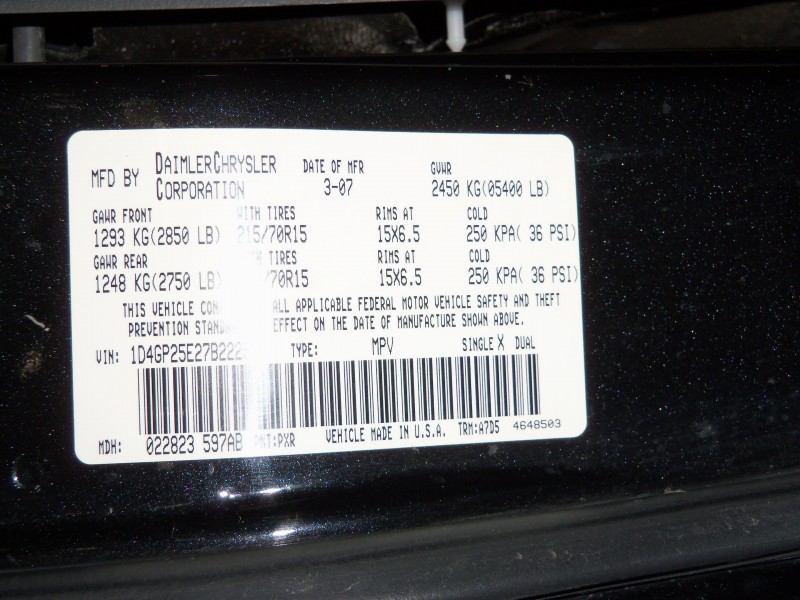 MFD BY DAIMLERCHRYSLER CORPORATION DATE OF MFR 3-07 GVWR 2450 KG(05400 LB)
GAWR FRONT WITH TIRES RIMS AT COLD
1293 KG(2850 LB) 215/70R15 15X6.5 250 KPA( 36 PSI)
GAWR REAR TIRES RIMS AT COLD
1248 KG(2750 LB) /70R15 15X6.5 250 KPA( 36 PSI)
THIS VEHICLE ALL APPLICABLE FEDERAL MOTOR VEHICLE SAFETY AND THEFT
PREVENTION EFFECT ON THE DATE OF MANUFACTURE SHOWN ABOVE.
VIN: 1D4GP25E27B222 TYPE: MPV SINGLE X DUAL
MDH: 022823 597AB PNT:PXR VEHICLE MADE IN U.S.A. TRM:A7D5 4648503